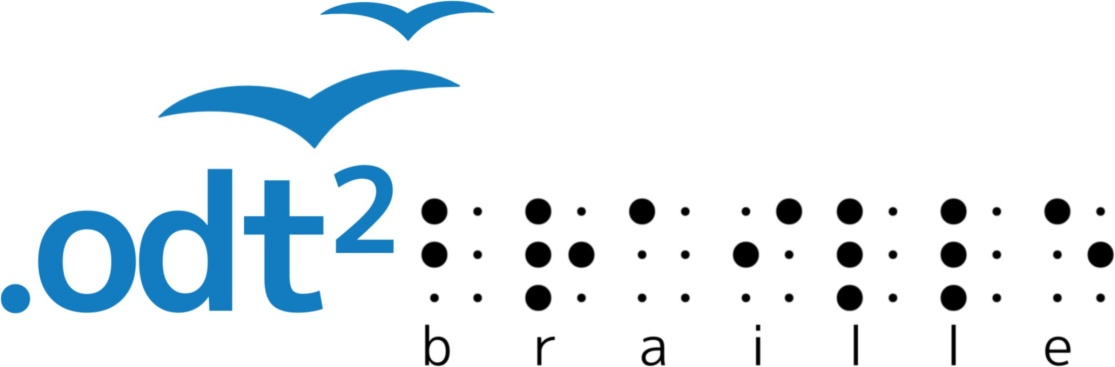 .odt²
⠃⠗⠁⠊⠇⠇⠑
b r a i l l e